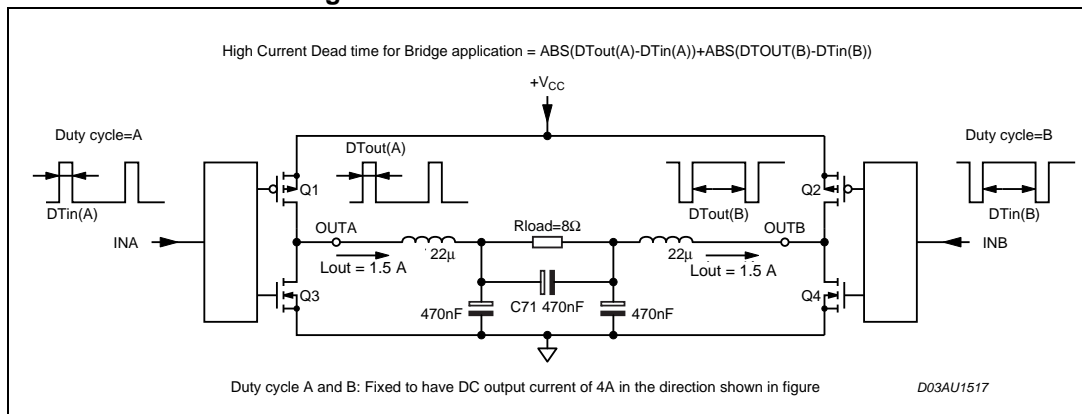 High Current Dead time for Bridge application = ABS(DTout(A)-DTin(A))+ABS(DTOUT(B)-DTin(B))
+VCC
Duty cycle=A
DTin(A)
INA
DTout(A)
Q1
Q3
OUTA
Lout = 1.5 A
22µ
Rload=8Ω
470nF
C71 470nF
470nF
22µ
DTout(B)
OUTB
Lout = 1.5 A
Q2
Q4
Duty cycle=B
DTin(B)
INB
Duty cycle A and B: Fixed to have DC output current of 4A in the direction shown in figure
D03AU1517